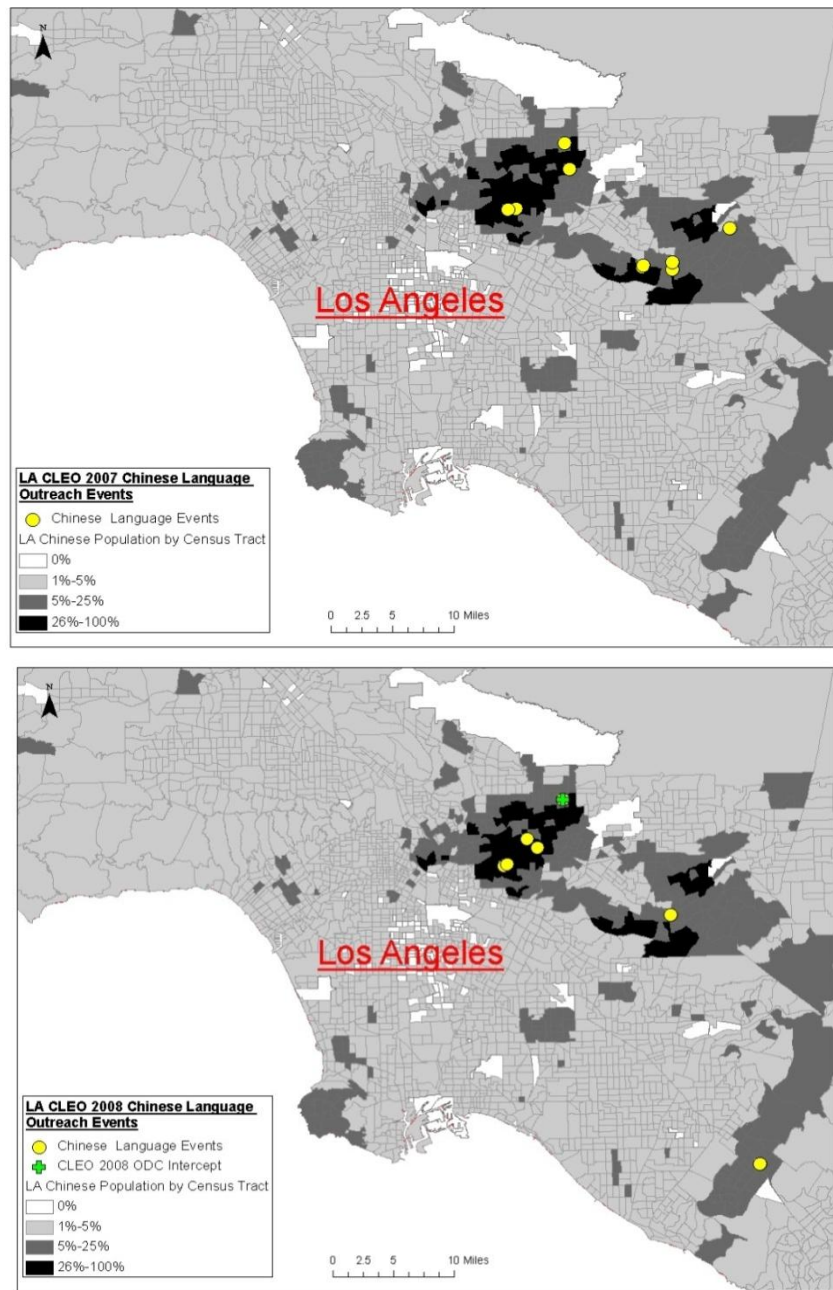 N
Los Angeles
LA CLEO 2007 Chinese Language
Outreach Events
Chinese Language Events
LA Chinese Population by Census Tract
0%
1%-5%
5%-25%
26%-100%
0 2.5 5 10 Miles
N
Los Angeles
LA CLEO 2008 Chinese Language
Outreach Events
Chinese Language Events
CLEO 2008 ODC Intercept
LA Chinese Population by Census Tract
0%
1%-5%
5%-25%
26%-100%
0 2.5 5 10 Miles